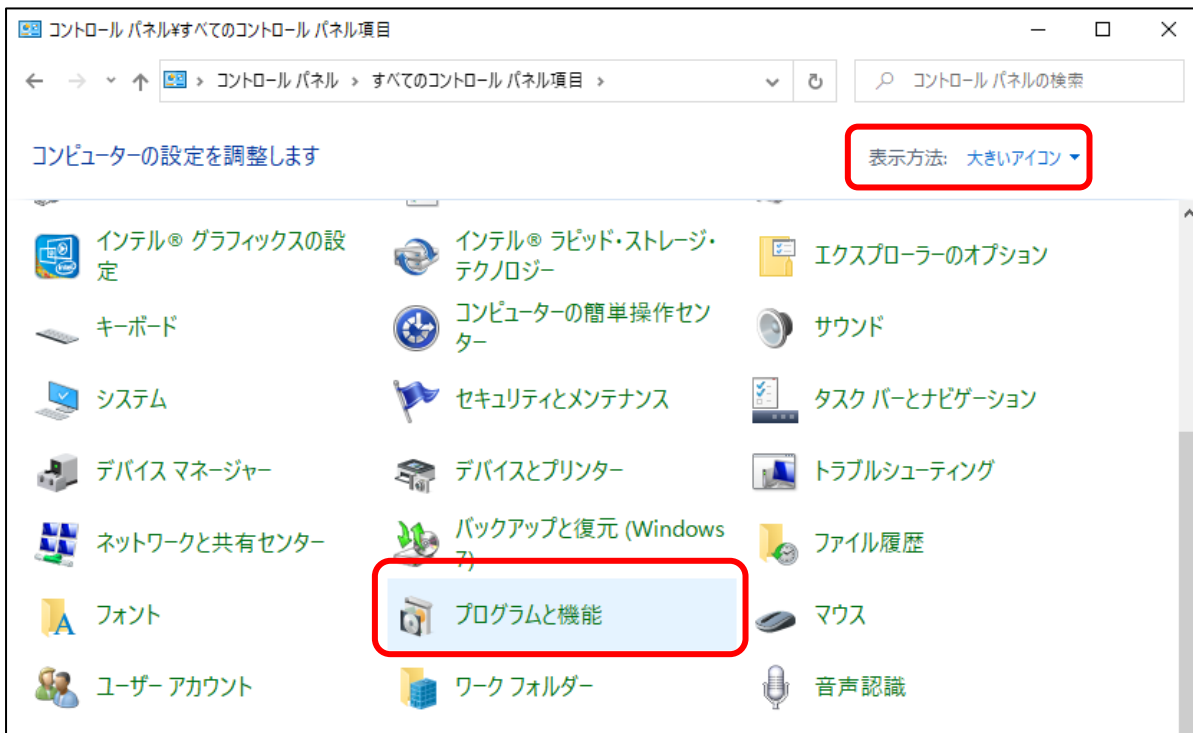 コントロール パネル¥すべてのコントロール パネル項目
コントロール パネル › すべてのコントロール パネル項目 ›
コントロール パネルの検索
コンピューターの設定を調整します
表示方法: 大きいアイコン
インテル® グラフィックスの設
定
インテル® ラピッド・ストレージ・
テクノロジー
エクスプローラーのオプション
キーボード
コンピューターの簡単操作セン
ター
サウンド
システム
セキュリティとメンテナンス
タスク バーとナビゲーション
デバイス マネージャー
デバイスとプリンター
トラブルシューティング
ネットワークと共有センター
バックアップと復元 (Windows
7)
ファイル履歴
フォント
プログラムと機能
マウス
ユーザー アカウント
ワーク フォルダー
音声認識